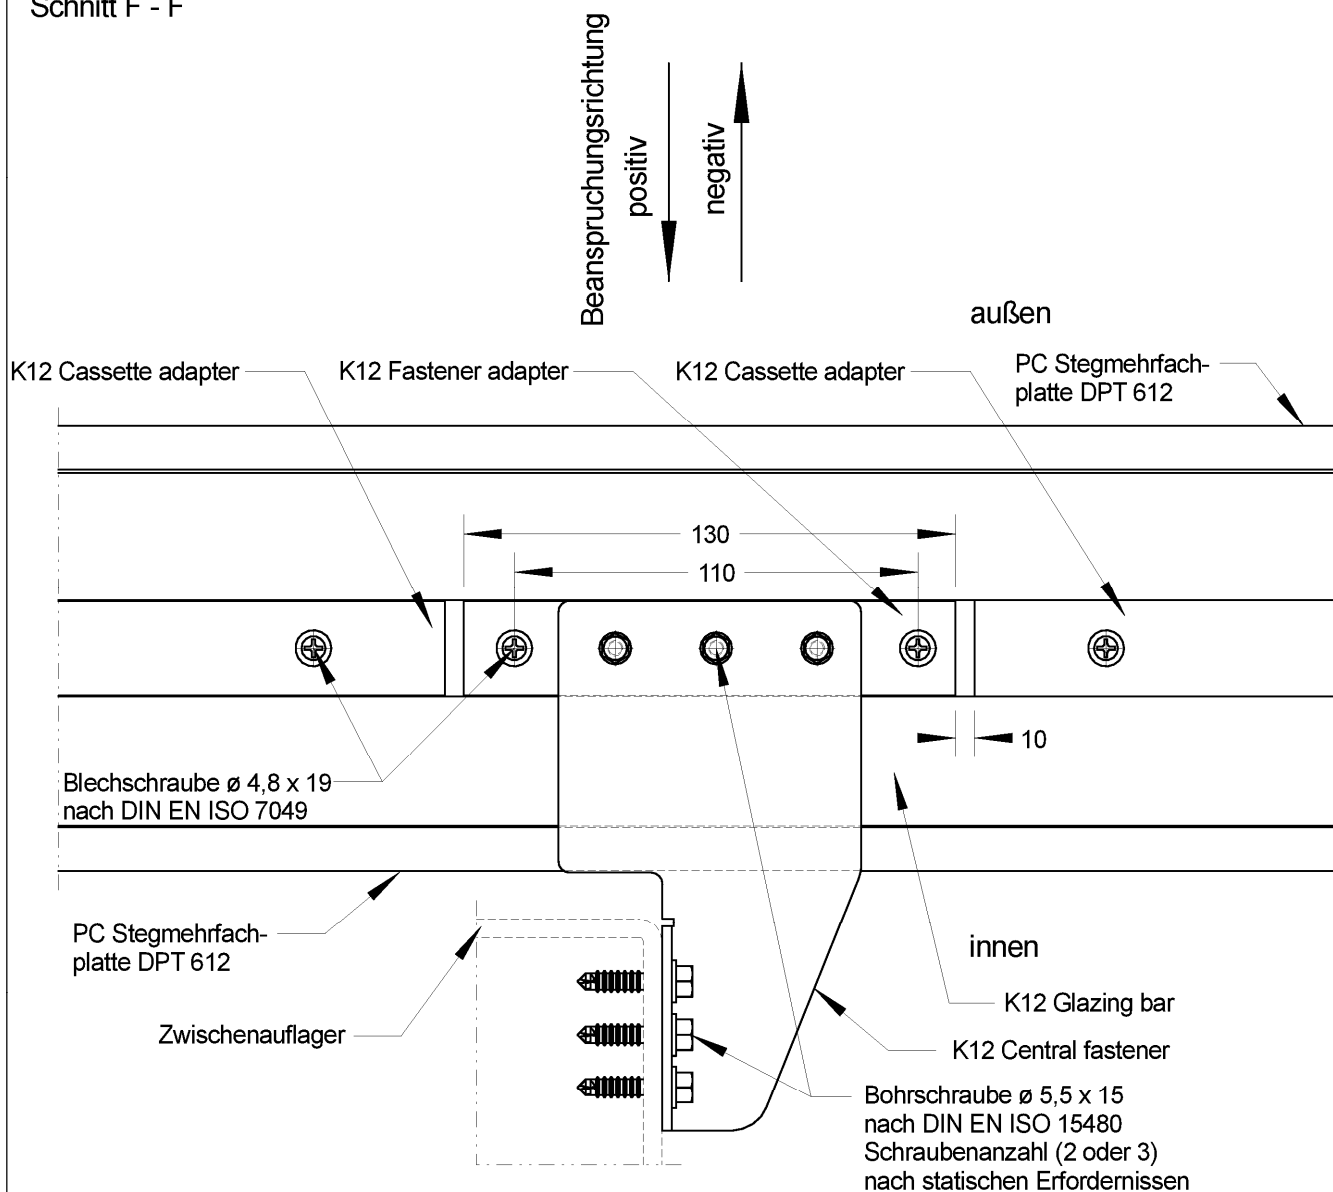 Schnitt F - F
Beanspruchungsrichtung
positiv
negativ
außen
K12 Cassette adapter
K12 Fastener adapter
K12 Cassette adapter
PC Stegmehrfach-
platte DPT 612
130
110
10
Blechschraube ø 4,8 x 19
nach DIN EN ISO 7049
PC Stegmehrfach-
platte DPT 612
innen
K12 Glazing bar
Zwischenauflager
K12 Central fastener
Bohrschraube ø 5,5 x 15
nach DIN EN ISO 15480
Schraubenanzahl (2 oder 3)
nach statischen Erfordernissen